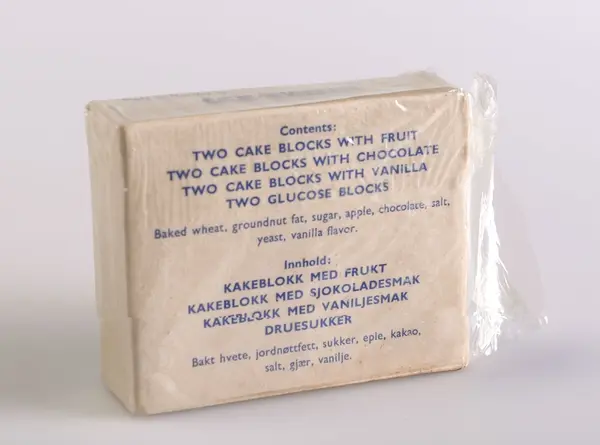 Contents:
TWO CAKE BLOCKS WITH FRUIT
TWO CAKE BLOCKS WITH CHOCOLATE
TWO CAKE BLOCKS WITH VANILLA
TWO GLUCOSE BLOCKS
Baked wheat, groundnut fat, sugar, apple, chocolate, salt,
yeast, vanilla flavor.
Innhold:
KAKEBLOKK MED FRUKT
KAKEBLOKK MED SJOKOLADESMAK
KAKEBLOKK MED VANILJESMAK
DRUESUKKER
Bakt hvete, jordnøttfett, sukker, eple, kakao,
salt, gjær, vanilje.